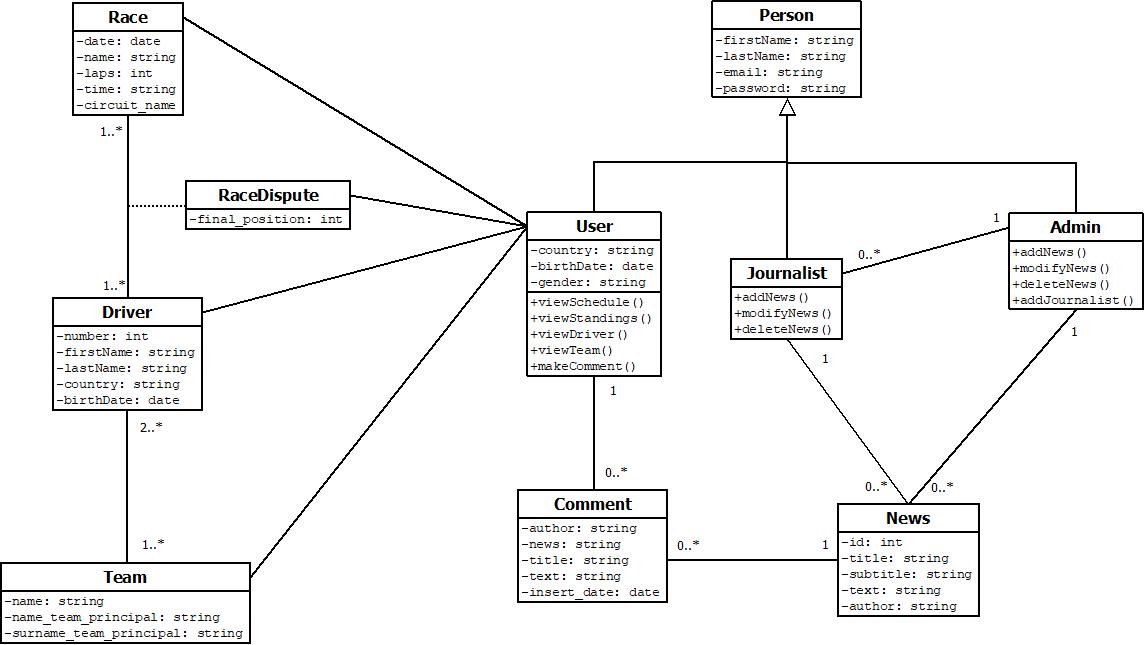 Race
-date: date
-name: string
-laps: int
-time: string
-circuit_name
1..*
RaceDispute
-final_position: int
1..*
Driver
-number: int
-firstName: string
-lastName: string
-country: string
-birthDate: date
2..*
1..*
Team
-name: string
-name_team_principal: string
-surname_team_principal: string
Person
-firstName: string
-lastName: string
-email: string
-password: string
User
-country: string
-birthDate: date
-gender: string
+viewSchedule()
+viewStandings()
+viewDriver()
+viewTeam()
+makeComment()
1
0..*
Journalist
+addNews()
+modifyNews()
+deleteNews()
0..*
1
Admin
+addNews()
+modifyNews()
+deleteNews()
+addJournalist()
1
1
0..*
0..*
Comment
-author: string
-news: string
-title: string
-text: string
-insert_date: date
0..*
1
News
-id: int
-title: string
-subtitle: string
-text: string
-author: string